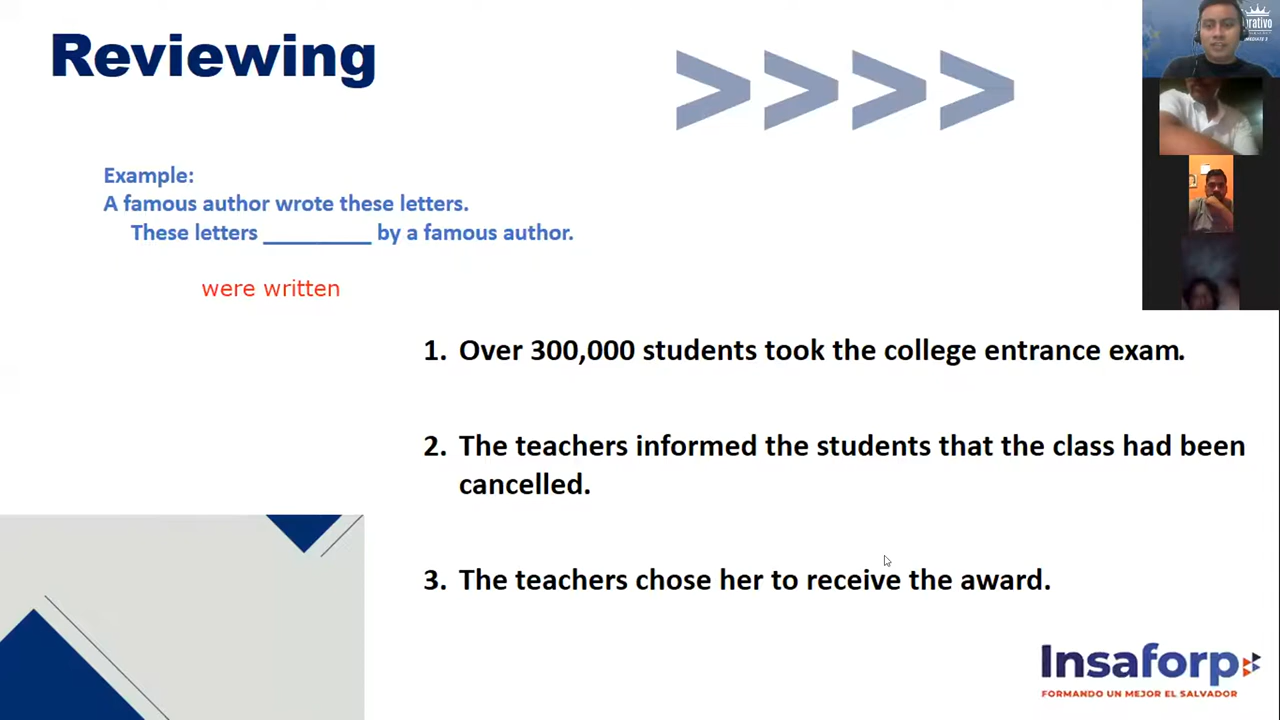 Reviewing
>>>>
Example:
A famous author wrote these letters.
These letters __________ by a famous author.
were written
1. Over 300,000 students took the college entrance exam.
2. The teachers informed the students that the class had been
cancelled.
3. The teachers chose her to receive the award.
Insaforp
FORMANDO UN MEJOR EL SALVADOR